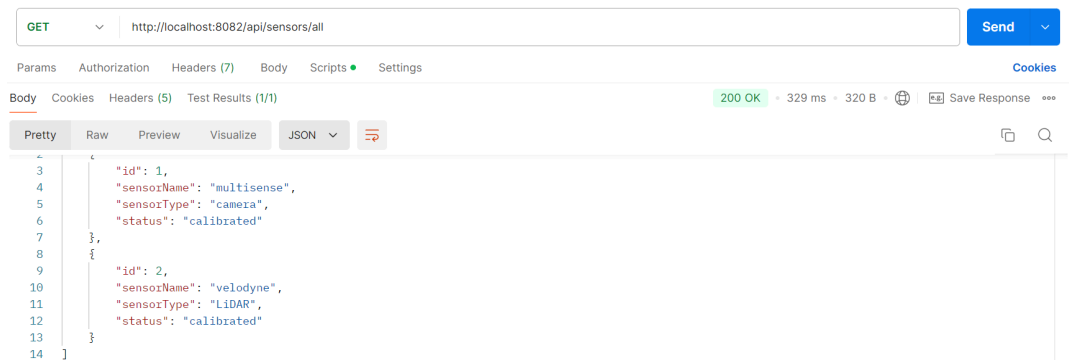 GET http://localhost:8082/api/sensors/all Send
Params Authorization Headers (7) Body Scripts Settings Cookies
Body Cookies Headers (5) Test Results (1/1) 200 OK 329 ms 320 B e.g. Save Response
Pretty Raw Preview Visualize JSON
2 {
3 "id": 1,
4 "sensorName": "multisense",
5 "sensorType": "camera",
6 "status": "calibrated"
7 },
8 {
9 "id": 2,
10 "sensorName": "velodyne",
11 "sensorType": "LiDAR",
12 "status": "calibrated"
13 }
14 ]